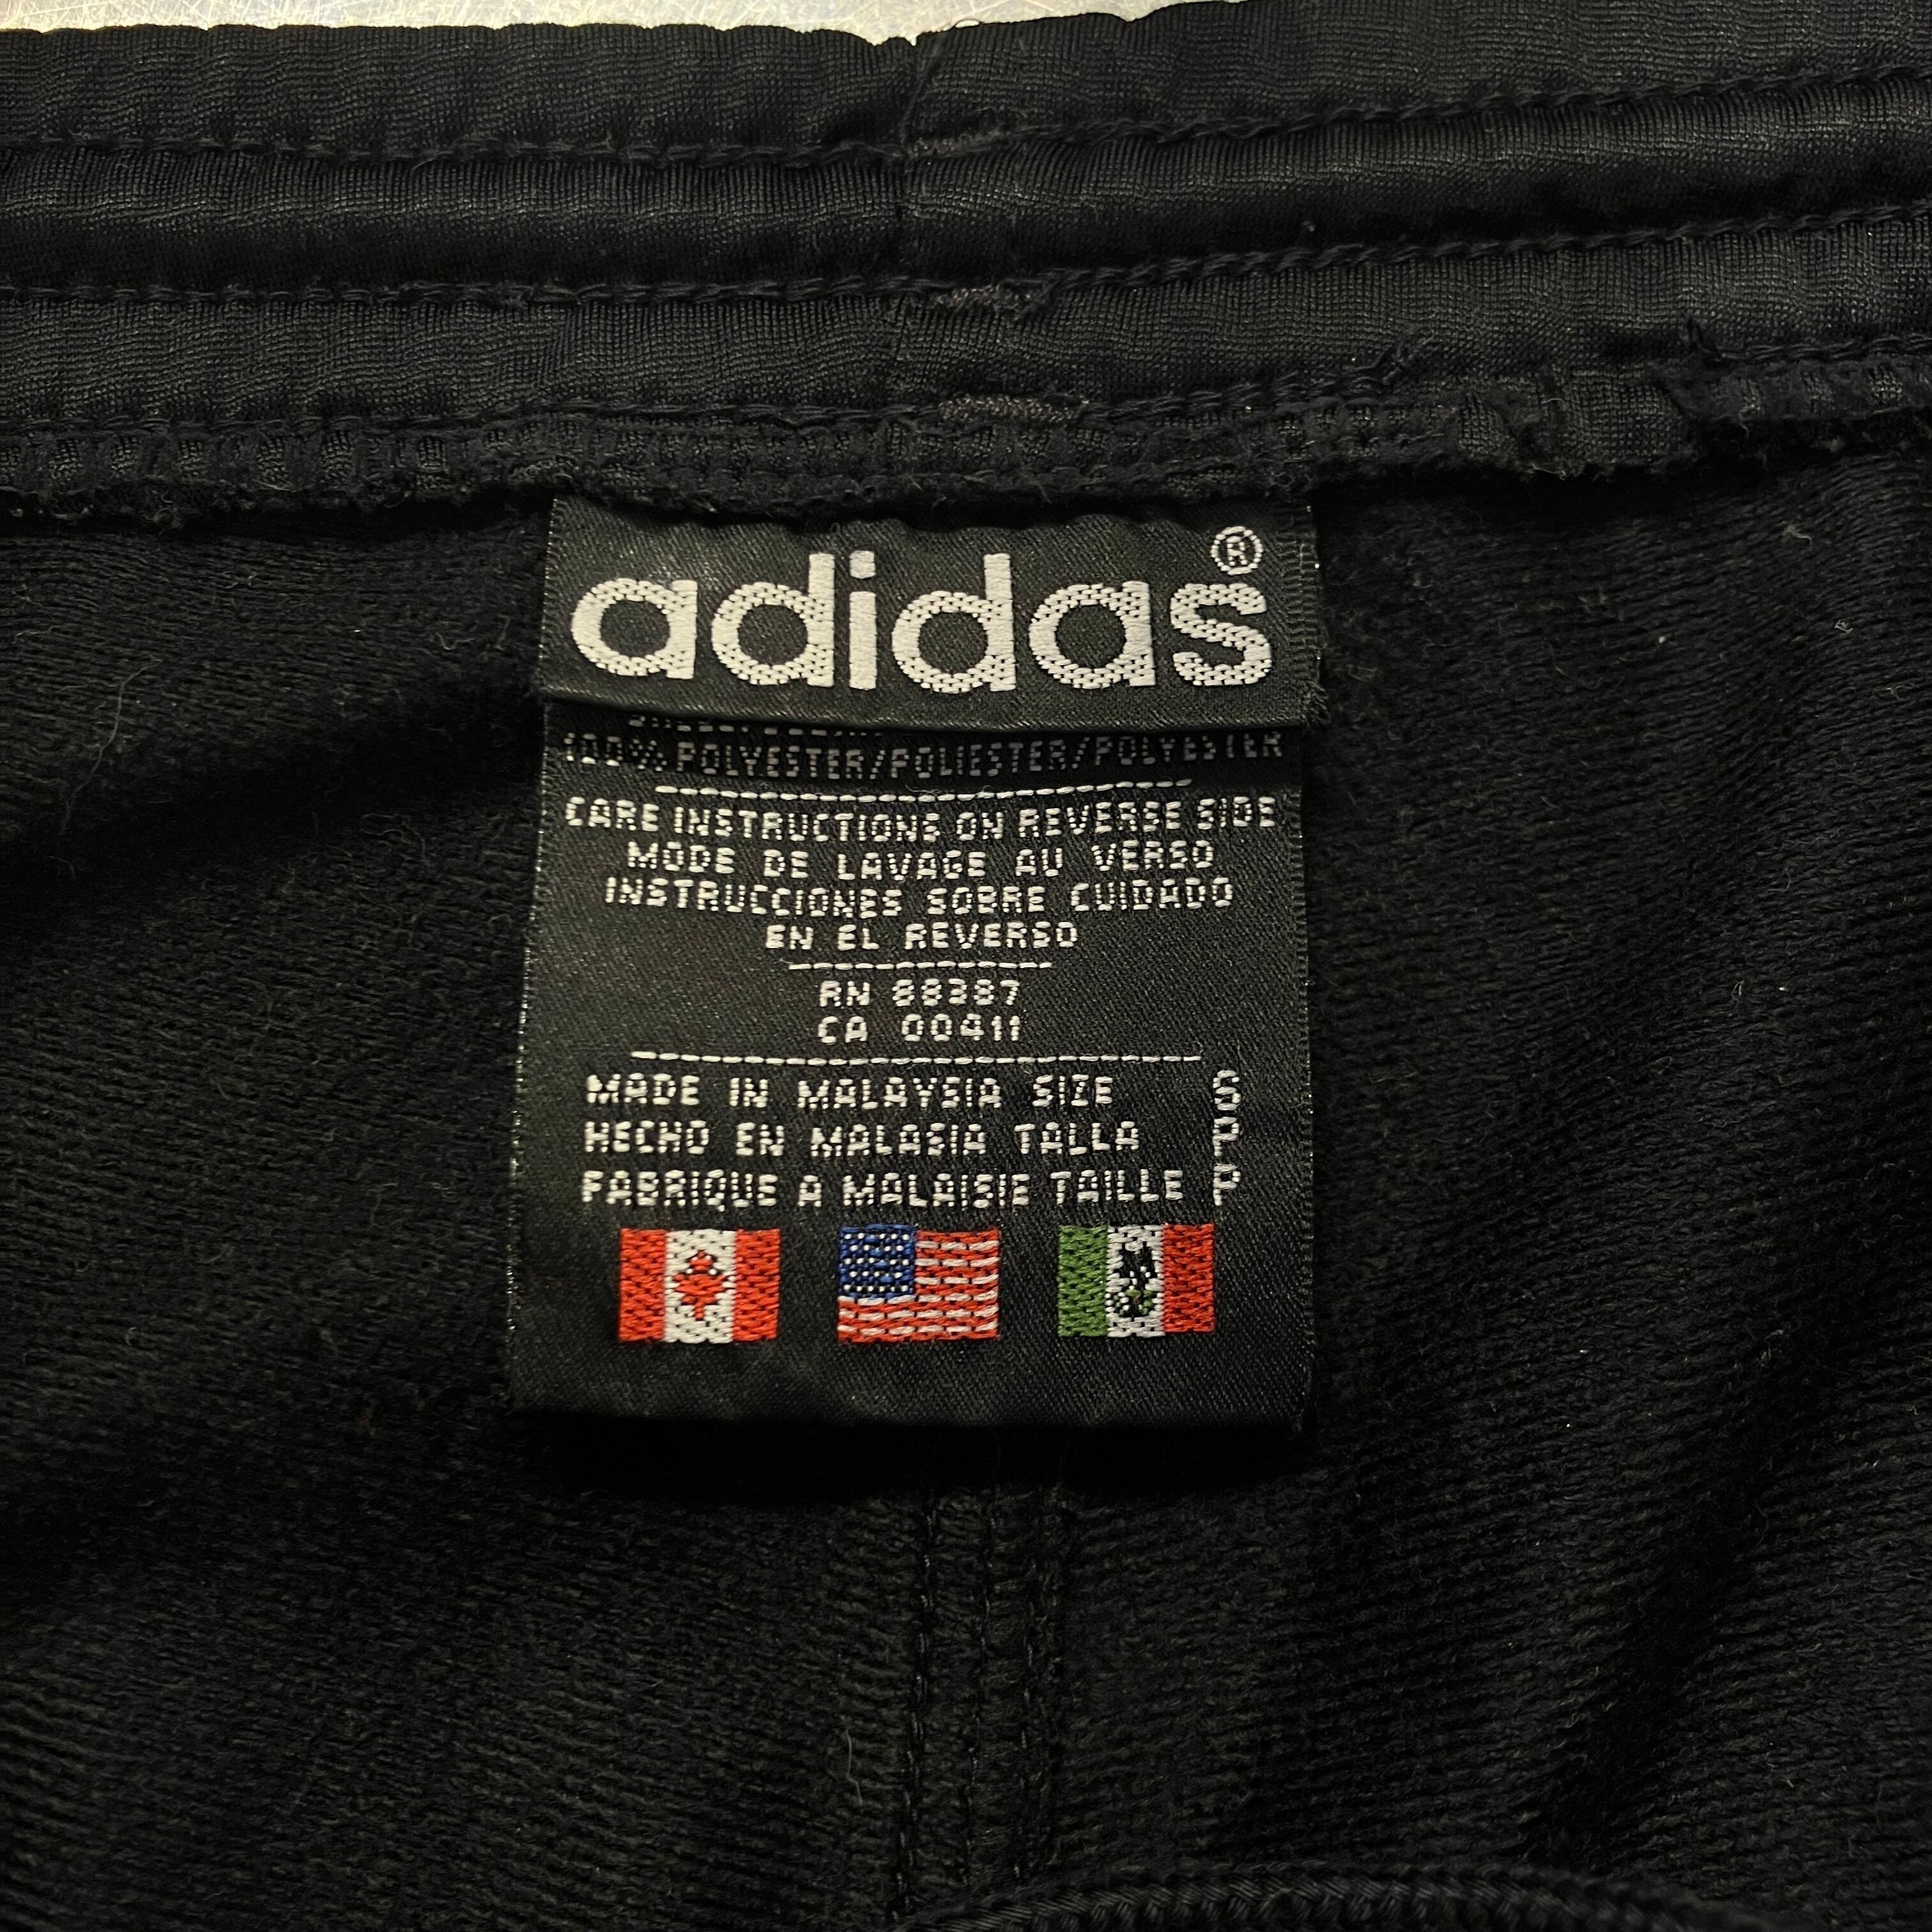 adidas®
100% POLYESTER/POLIESTER/POLYESTER
CARE INSTRUCTIONS ON REVERSE SIDE
MODE DE LAVAGE AU VERSO
INSTRUCCIONES SOBRE CUIDADO
EN EL REVERSO
RN 88387
CA 00411
MADE IN MALAYSIA SIZE S
HECHO EN MALASIA TALLA P
FABRIQUE A MALAISIE TAILLE P